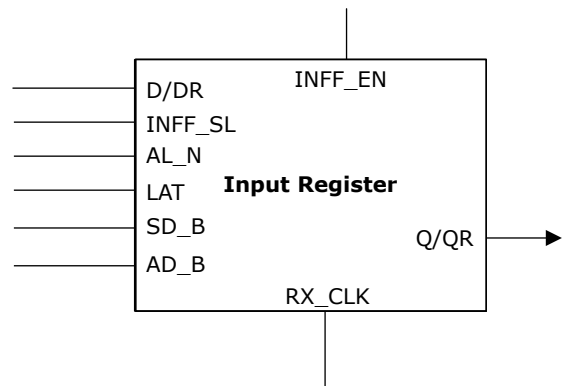 INFF_EN
D/DR
INFF_SL
AL_N
LAT
Input Register
SD_B
Q/QR
AD_B
RX_CLK